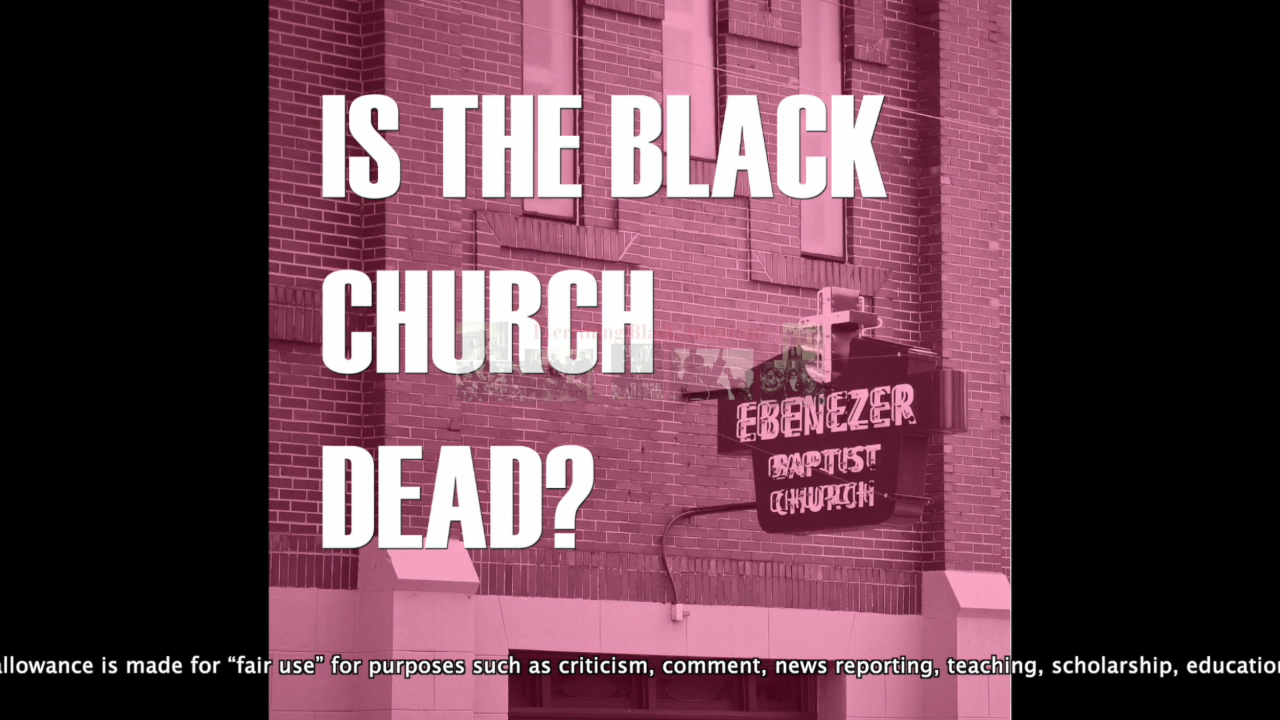 IS THE BLACK
CHURCH
DEAD?
EBENEZER
BAPTIST
CHURCH
allowance is made for “fair use” for purposes such as criticism, comment, news reporting, teaching, scholarship, education